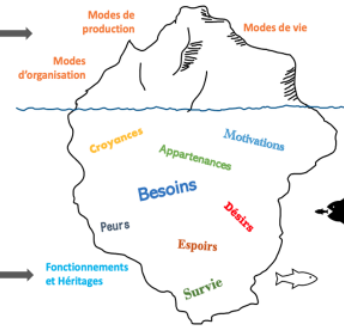 Modes de
production
Modes de vie
Modes
d'organisation
Croyances
Motivations
Appartenances
Besoins
Désirs
Peurs
Espoirs
Fonctionnements
et Héritages
Survie